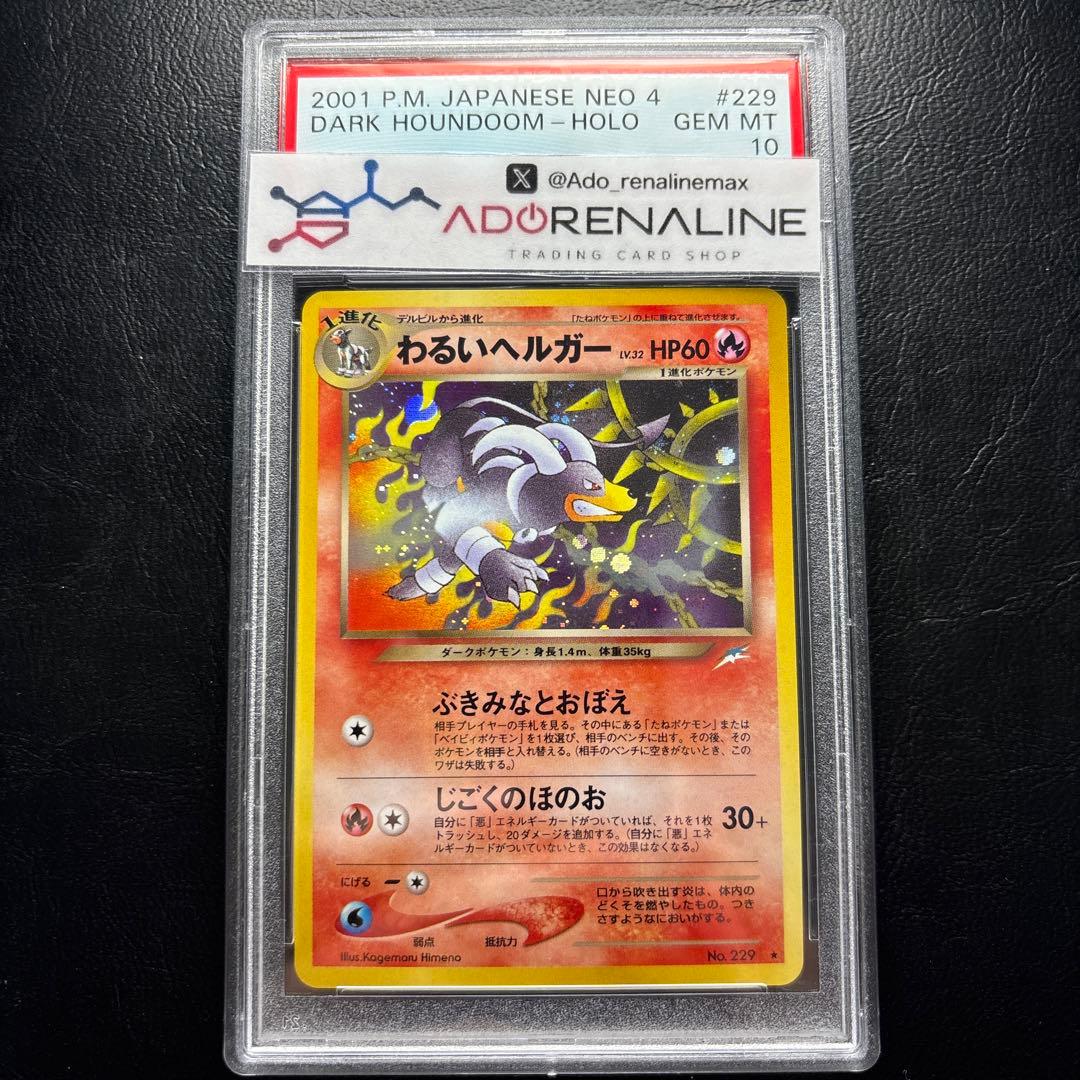 2001 P.M. JAPANESE NEO 4 #229
DARK HOUNDOOM-HOLO GEM MT
10
@Ado_renalinemax
ADORENALINE
TRADING CARD SHOP
1進化
デルビルから進化
「たねポケモン」の上に重ねて進化させます。
わるいヘルガー LV.32 HP60
1進化ポケモン
ダークポケモン:身長1.4m、体重35kg
ぶきみなとおぼえ
相手プレイヤーの手札を見る。その中にある「たねポケモン」または
「ベイビィポケモン」を1枚選び、相手のベンチに出す。その後、その
ポケモンを相手と入れ替える。(相手のベンチに空きがないとき、この
ワザは失敗する。)
じごくのほのお
自分に「悪」エネルギーカードがついていれば、それを1枚
トラッシュし、20ダメージを追加する。(自分に「悪」エネ
ルギーカードがついていないとき、この効果はなくなる。)
30+
にげる
口から吹き出す炎は、体内の
どくそを燃やしたもの。つき
さすようなにおいがする。
弱点 抵抗力
Illus.Kagemaru Himeno
No. 229